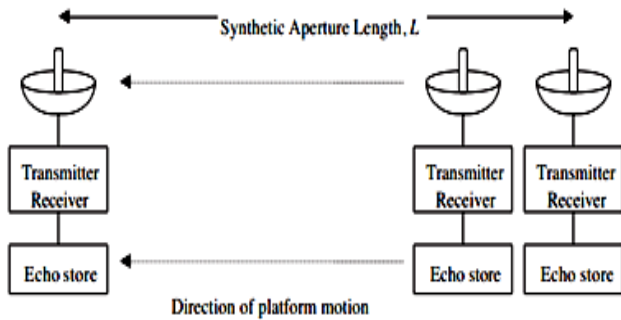 Synthetic Aperture Length, L
Transmitter Transmitter Transmitter
Receiver Receiver Receiver
Echo store Echo store Echo store
Direction of platform motion